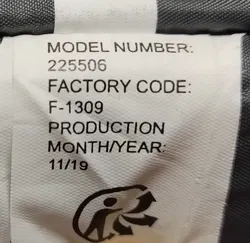 MODEL NUMBER:
225506
FACTORY CODE:
F-1309
PRODUCTION
MONTH/YEAR:
11/19